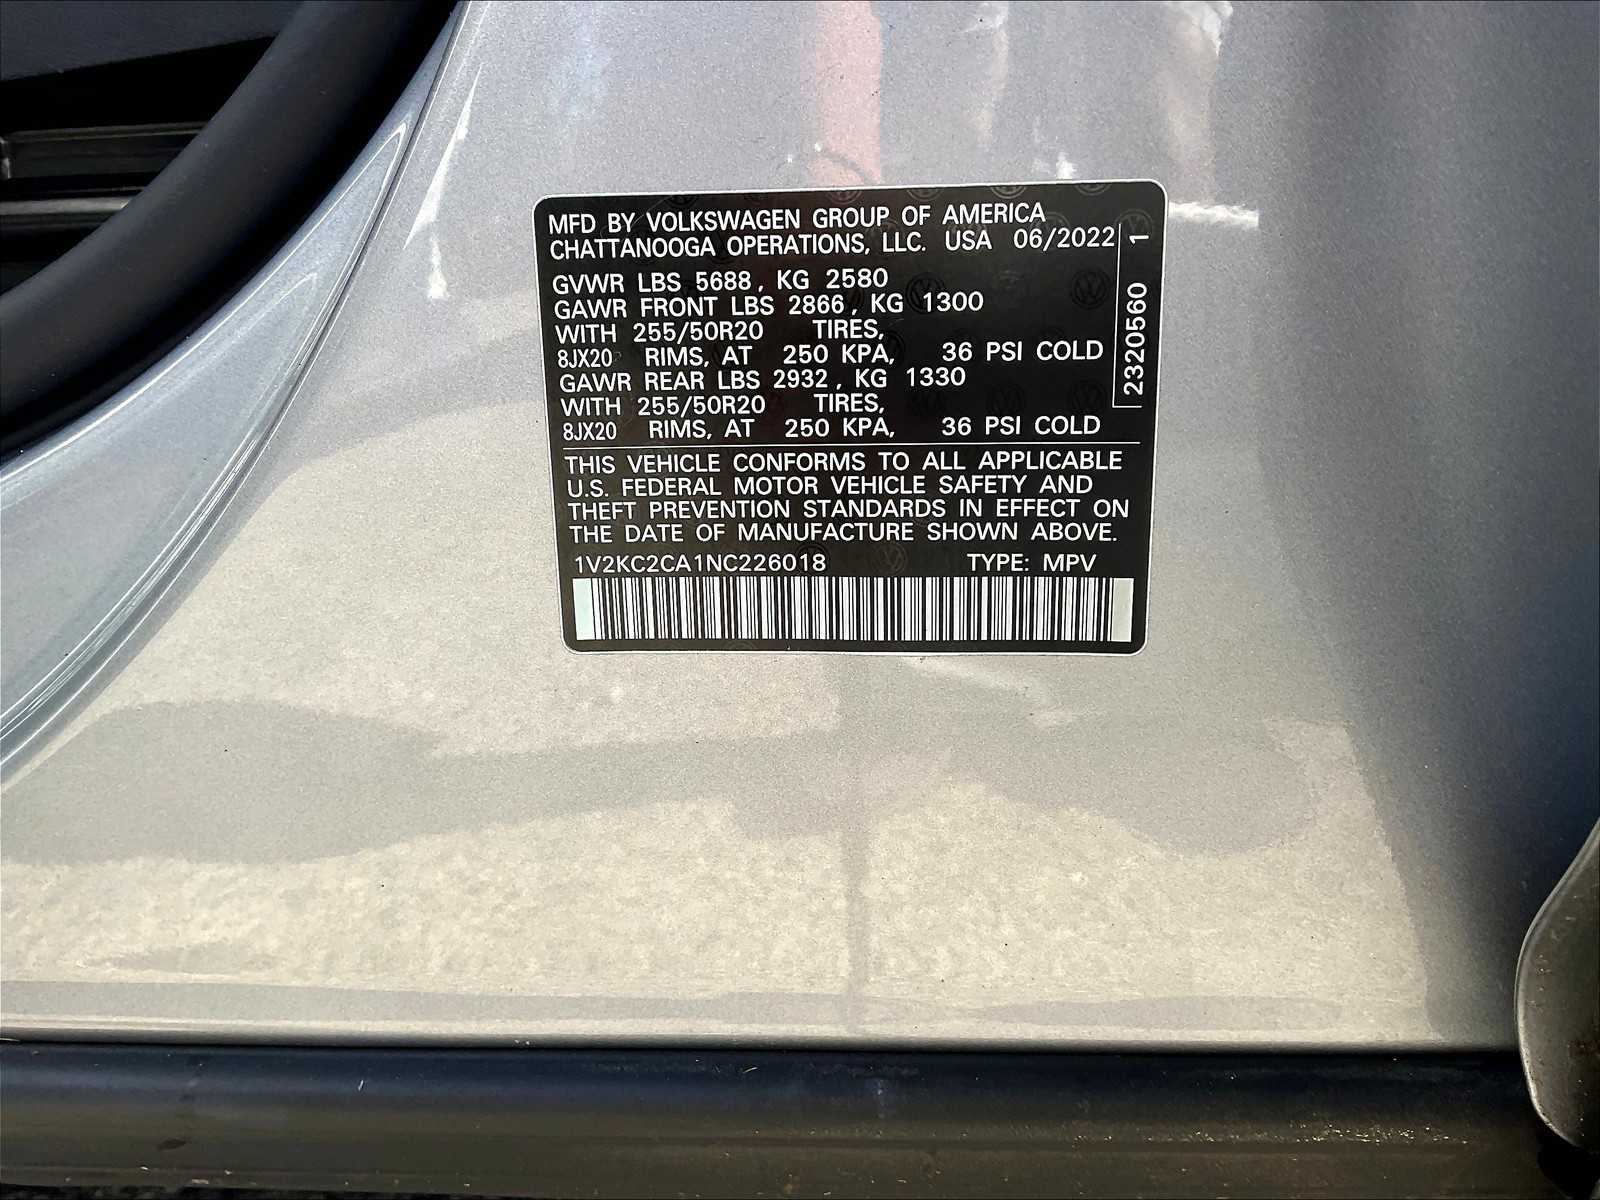 MFD BY VOLKSWAGEN GROUP OF AMERICA
CHATTANOOGA OPERATIONS, LLC. USA 06/2022
GVWR LBS 5688, KG 2580
GAWR FRONT LBS 2866, KG 1300
WITH 255/50R20 TIRES,
8JX20 RIMS, AT 250 KPA, 36 PSI COLD
GAWR REAR LBS 2932, KG 1330
WITH 255/50R20 TIRES,
8JX20 RIMS, AT 250 KPA, 36 PSI COLD
2320560 1
THIS VEHICLE CONFORMS TO ALL APPLICABLE
U.S. FEDERAL MOTOR VEHICLE SAFETY AND
THEFT PREVENTION STANDARDS IN EFFECT ON
THE DATE OF MANUFACTURE SHOWN ABOVE.
1V2KC2CA1NC226018 TYPE: MPV